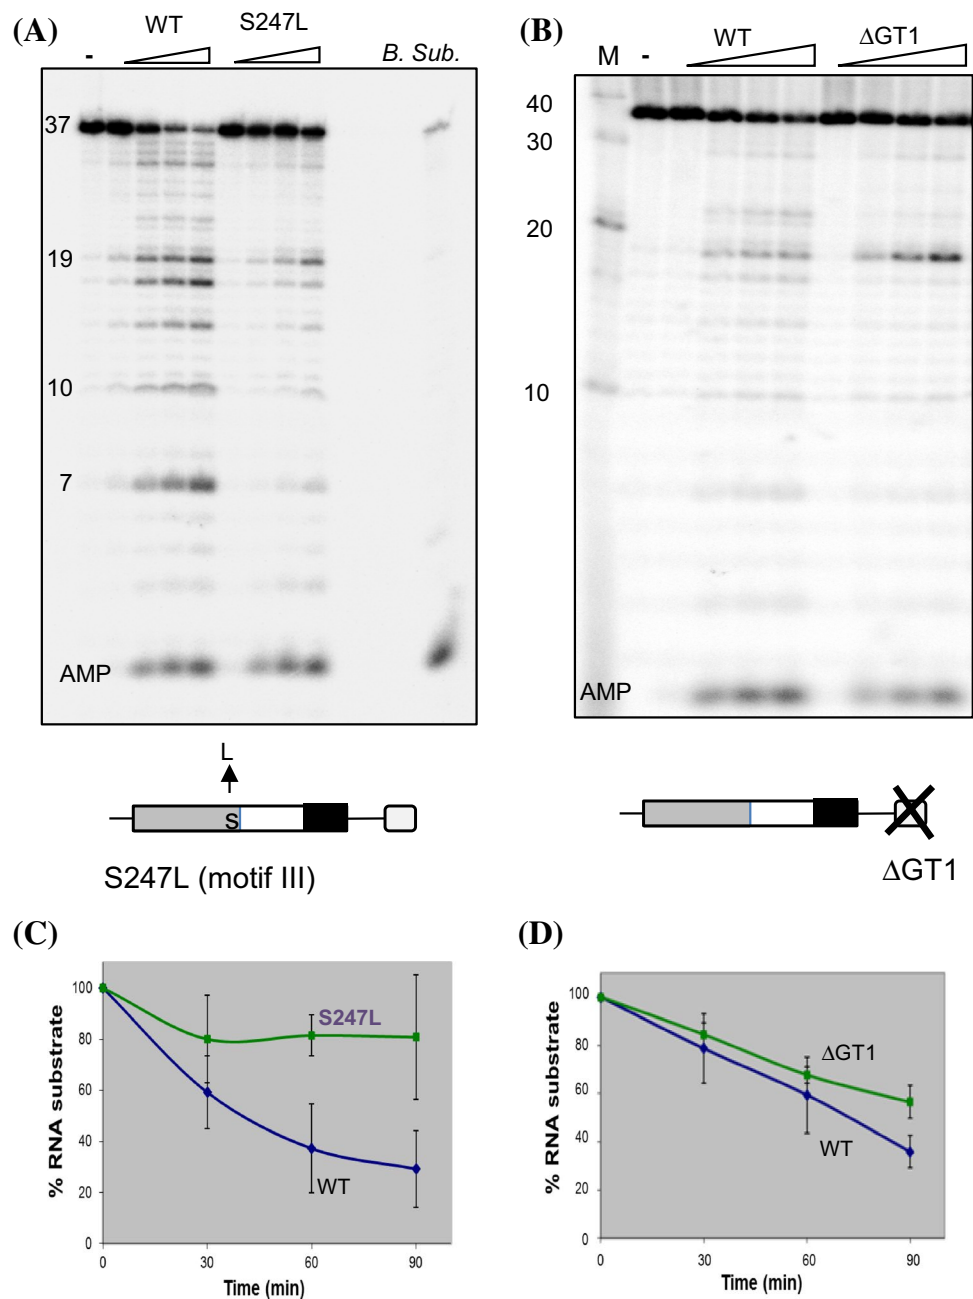 (A)
WT
S247L
-
B. Sub.
37
19
10
7
AMP
L
S
S247L (motif III)
(B)
M
-
WT
ΔGT1
40
30
20
10
AMP
ΔGT1
(C)
% RNA substrate
100
80
60
40
20
0
S247L
WT
0 30 60 90
Time (min)
(D)
% RNA substrate
100
80
60
40
20
0
ΔGT1
WT
0 30 60 90
Time (min)